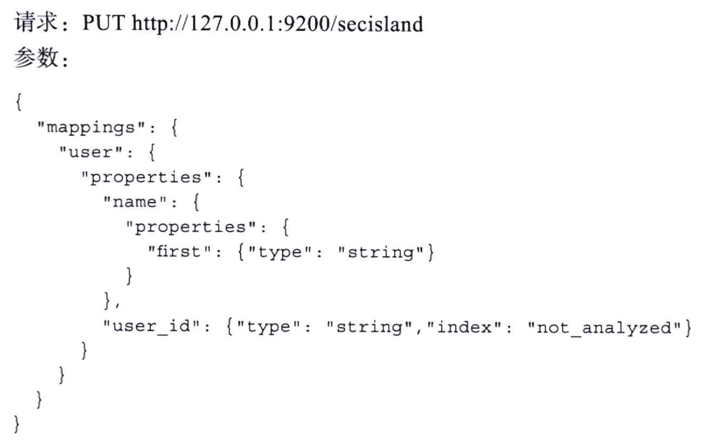 请求：PUT http://127.0.0.1:9200/secisland
参数：
{
  "mappings": {
    "user": {
      "properties": {
        "name": {
          "properties": {
            "first": {"type": "string"}
          }
        },
        "user_id": {"type": "string","index": "not_analyzed"}
      }
    }
  }
}